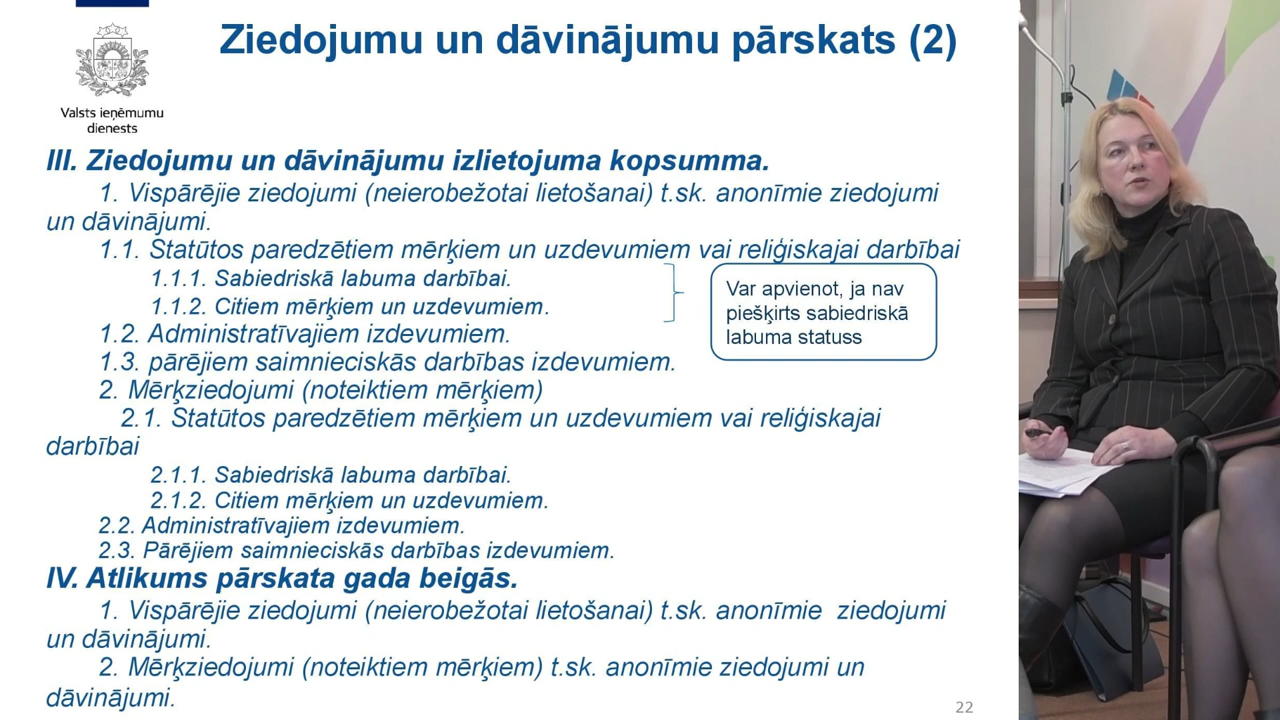 Ziedojumu un dāvinājumu pārskats (2)
Valsts ieņēmumu
dienests
III. Ziedojumu un dāvinājumu izlietojuma kopsumma.
1. Vispārējie ziedojumi (neierobežotai lietošanai) t.sk. anonīmie ziedojumi
un dāvinājumi.
1.1. Statūtos paredzētiem mērķiem un uzdevumiem vai reliģiskajai darbībai
1.1.1. Sabiedriskā labuma darbībai.
1.1.2. Citiem mērķiem un uzdevumiem.
Var apvienot, ja nav
piešķirts sabiedriskā
labuma statuss
1.2. Administratīvajiem izdevumiem.
1.3. pārējiem saimnieciskās darbības izdevumiem.
2. Mērķziedojumi (noteiktiem mērķiem)
2.1. Statūtos paredzētiem mērķiem un uzdevumiem vai reliģiskajai
darbībai
2.1.1. Sabiedriskā labuma darbībai.
2.1.2. Citiem mērķiem un uzdevumiem.
2.2. Administratīvajiem izdevumiem.
2.3. Pārējiem saimnieciskās darbības izdevumiem.
IV. Atlikums pārskata gada beigās.
1. Vispārējie ziedojumi (neierobežotai lietošanai) t.sk. anonīmie ziedojumi
un dāvinājumi.
2. Mērķziedojumi (noteiktiem mērķiem) t.sk. anonīmie ziedojumi un
dāvinājumi.
22